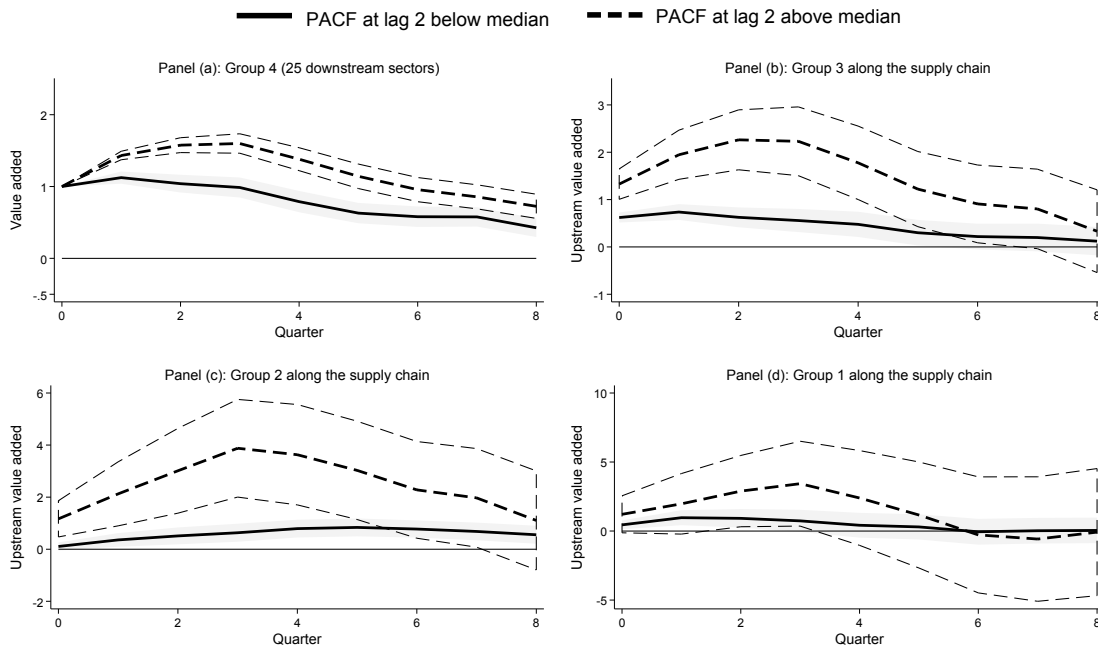 PACF at lag 2 below median PACF at lag 2 above median
Panel (a): Group 4 (25 downstream sectors)
Value added
2
1
0
-.5
0 2 4 6 8
Quarter
Panel (b): Group 3 along the supply chain
Upstream value added
3
2
1
0
-1
0 2 4 6 8
Quarter
Panel (c): Group 2 along the supply chain
Upstream value added
6
4
2
0
-2
0 2 4 6 8
Quarter
Panel (d): Group 1 along the supply chain
Upstream value added
10
5
0
-5
0 2 4 6 8
Quarter